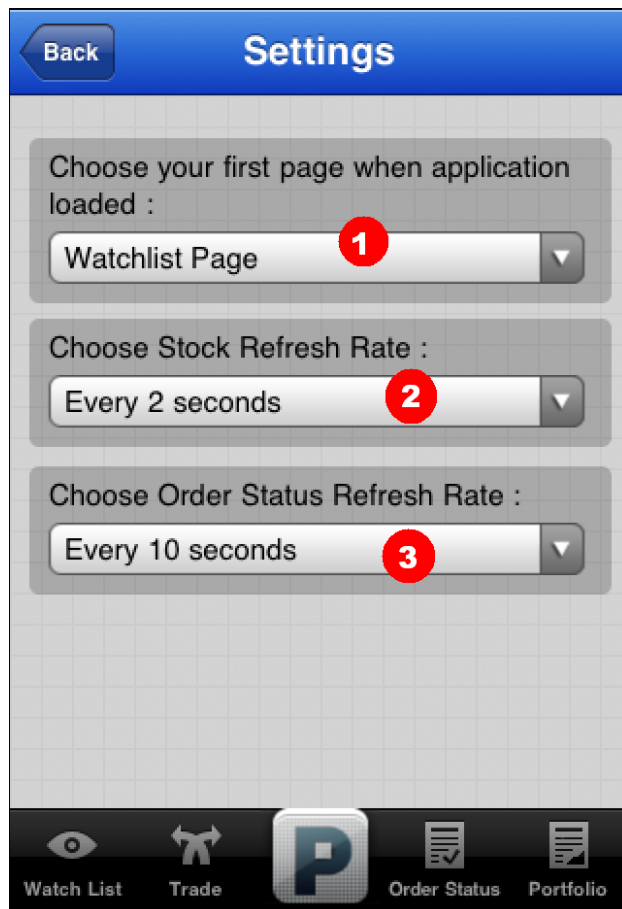 Back
Settings
Choose your first page when application
loaded :
Watchlist Page
1
Choose Stock Refresh Rate :
Every 2 seconds
2
Choose Order Status Refresh Rate :
Every 10 seconds
3
P
Watch List
Trade
Order Status
Portfolio